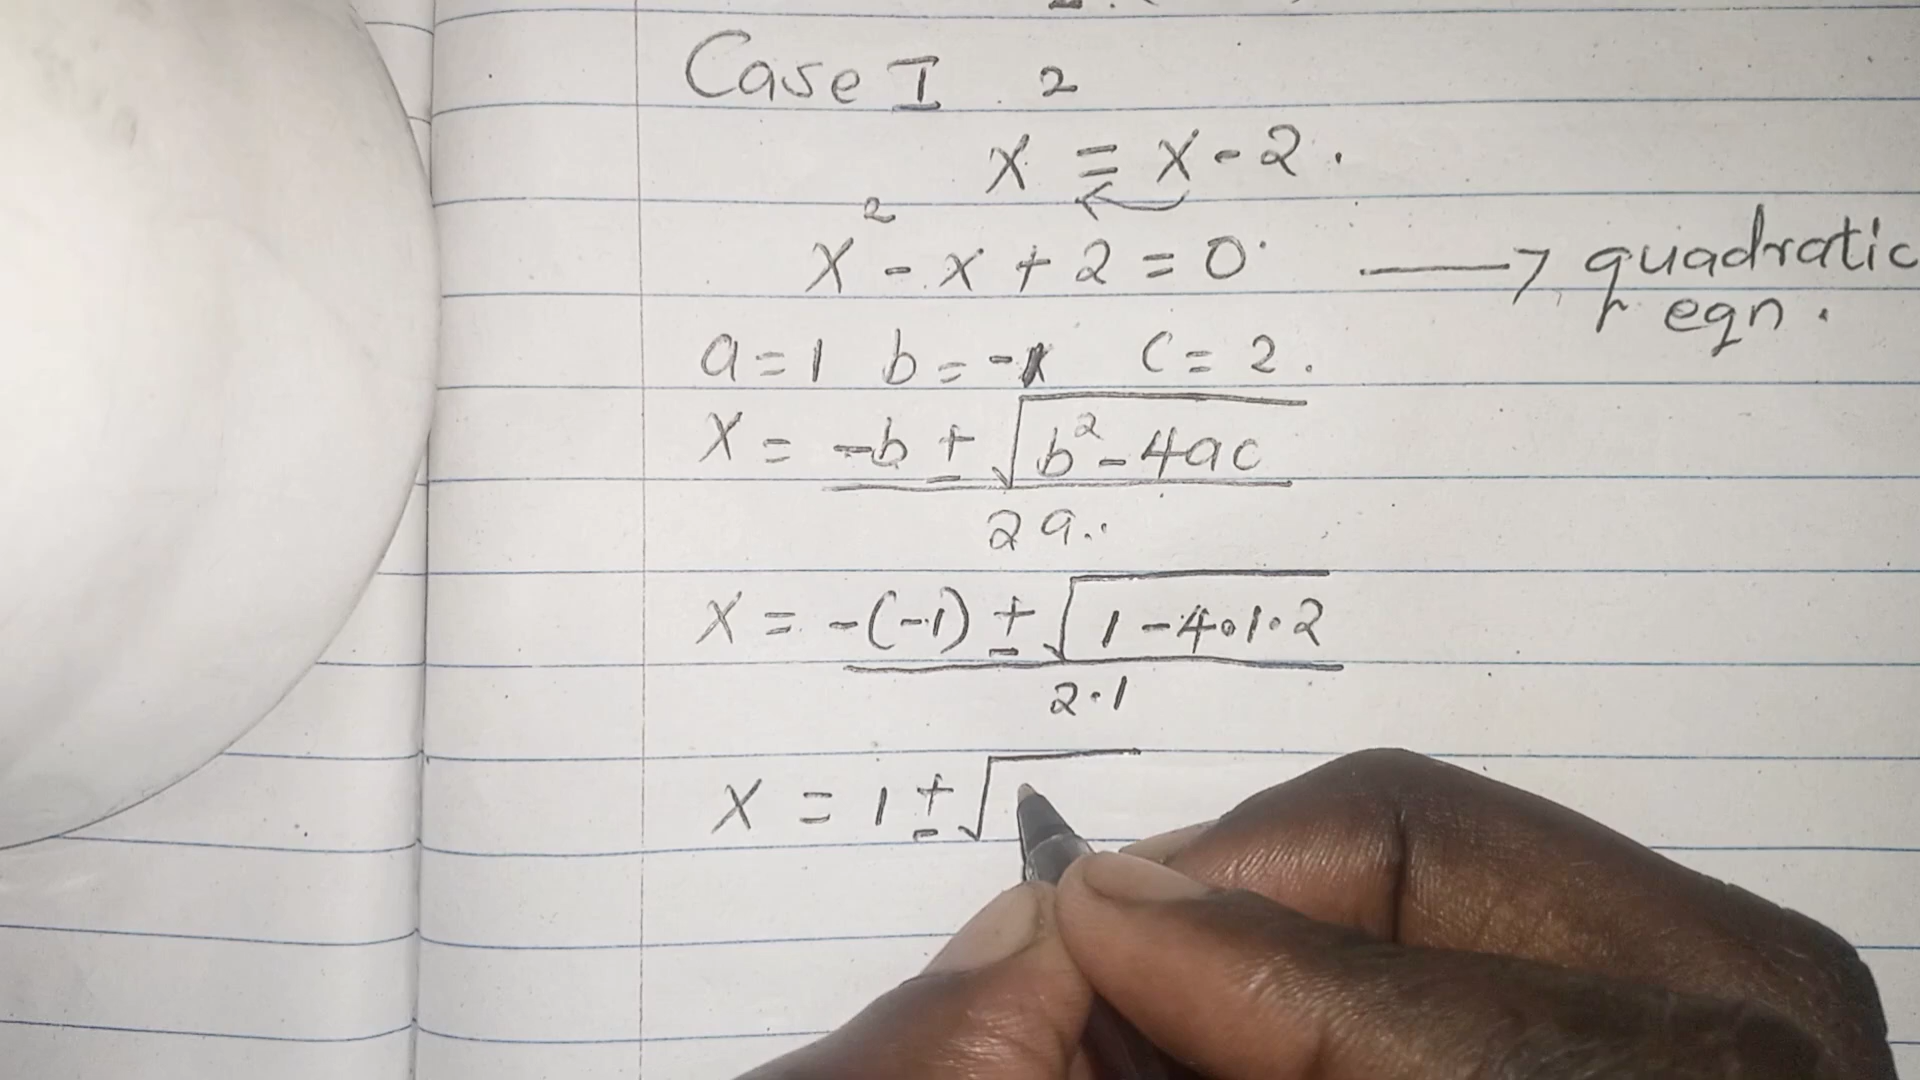 Case I
x² = x - 2.
x² - x + 2 = 0. → quadratic
eqn.
a = 1 b = -1 c = 2.
x = -b ± √b² - 4ac
2a..
x = -(-1) ± √1 - 4•1•2
2•1
x = 1 ± √